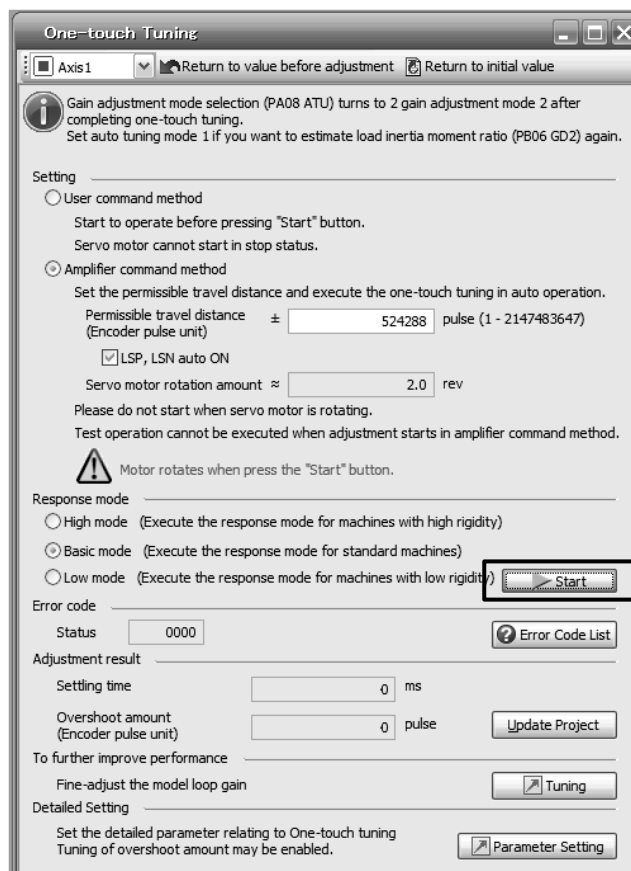 One-touch Tuning
Axis1 Return to value before adjustment Return to initial value
Gain adjustment mode selection (PA08 ATU) turns to 2 gain adjustment mode 2 after
completing one-touch tuning.
Set auto tuning mode 1 if you want to estimate load inertia moment ratio (PB06 GD2) again.
Setting
User command method
Start to operate before pressing "Start" button.
Servo motor cannot start in stop status.
Amplifier command method
Set the permissible travel distance and execute the one-touch tuning in auto operation.
Permissible travel distance
(Encoder pulse unit) ± 524288 pulse (1 - 2147483647)
LSP, LSN auto ON
Servo motor rotation amount ≈ 2.0 rev
Please do not start when servo motor is rotating.
Test operation cannot be executed when adjustment starts in amplifier command method.
Motor rotates when press the "Start" button.
Response mode
High mode (Execute the response mode for machines with high rigidity)
Basic mode (Execute the response mode for standard machines)
Low mode (Execute the response mode for machines with low rigidity) Start
Error code
Status 0000 Error Code List
Adjustment result
Settling time 0 ms
Overshoot amount
(Encoder pulse unit) 0 pulse Update Project
To further improve performance
Fine-adjust the model loop gain Tuning
Detailed Setting
Set the detailed parameter relating to One-touch tuning
Tuning of overshoot amount may be enabled. Parameter Setting